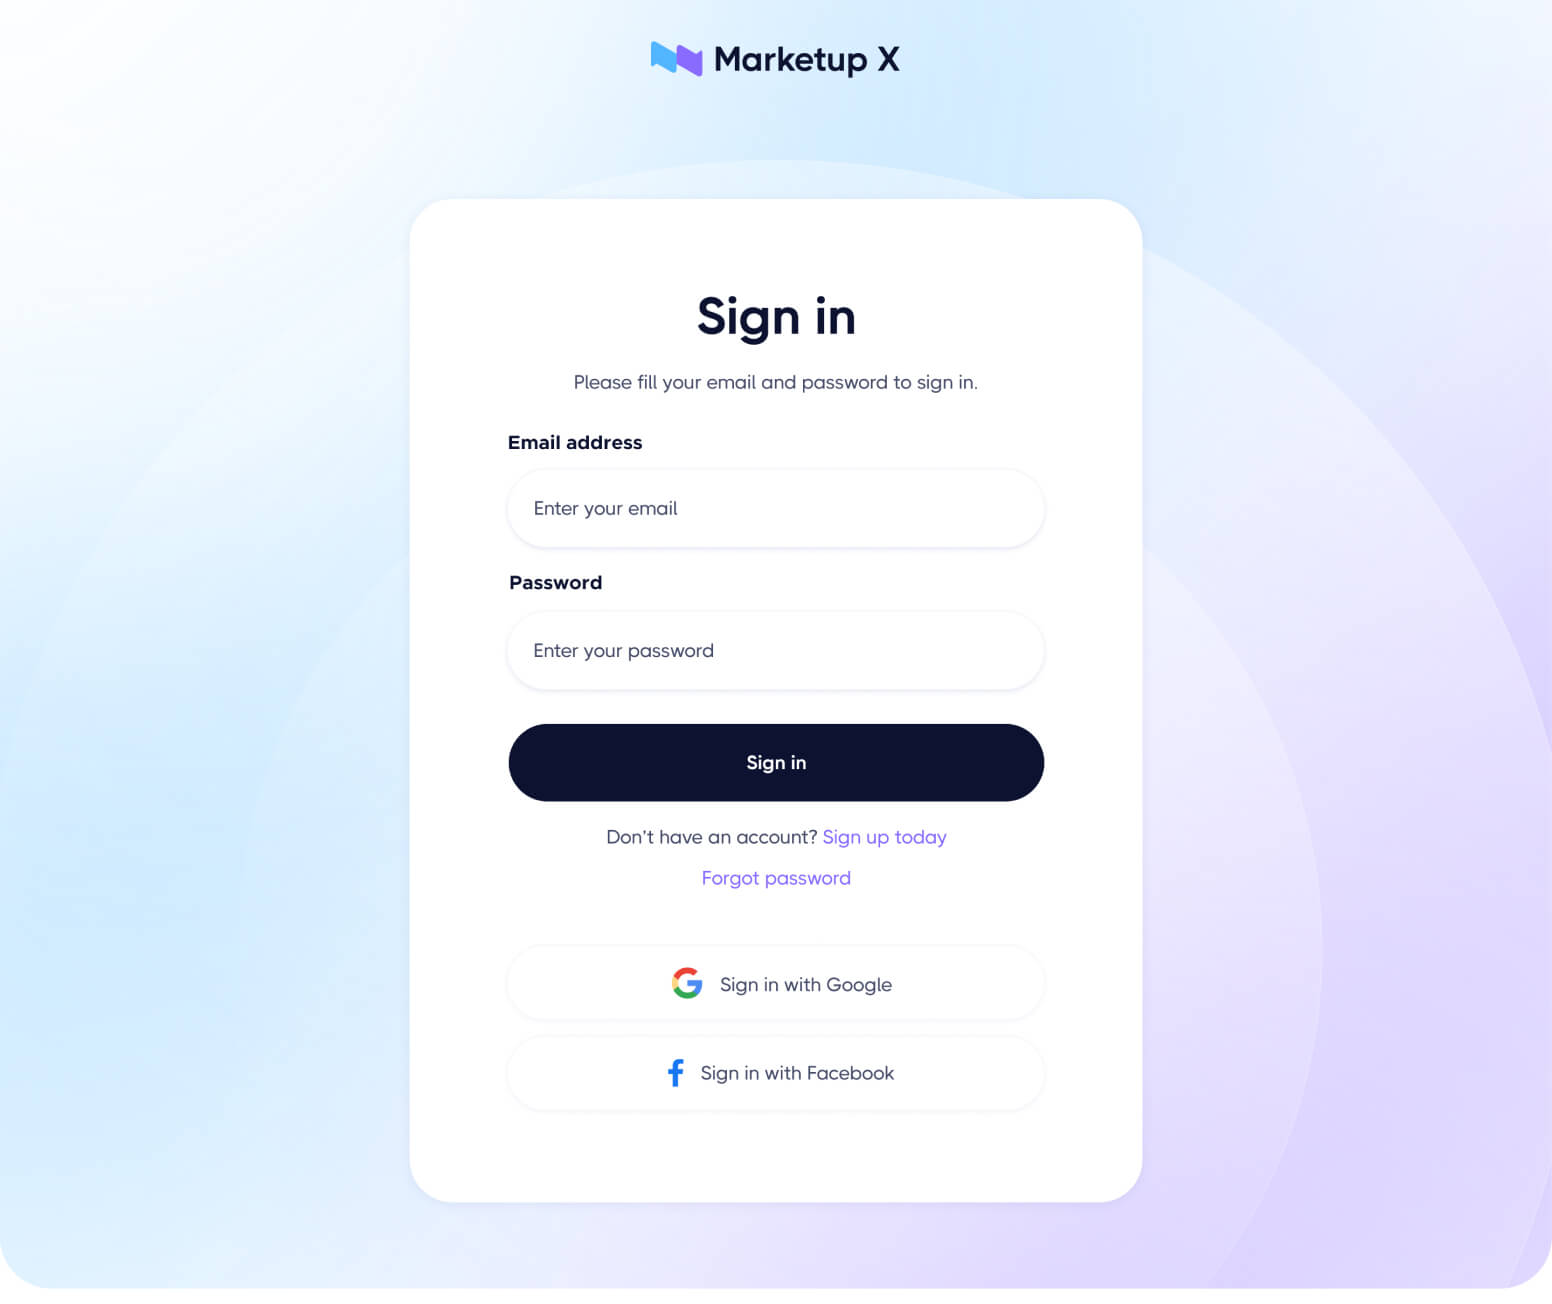 Marketup X
Sign in
Please fill your email and password to sign in.
Email address
Enter your email
Password
Enter your password
Sign in
Don't have an account? Sign up today
Forgot password
Sign in with Google
Sign in with Facebook